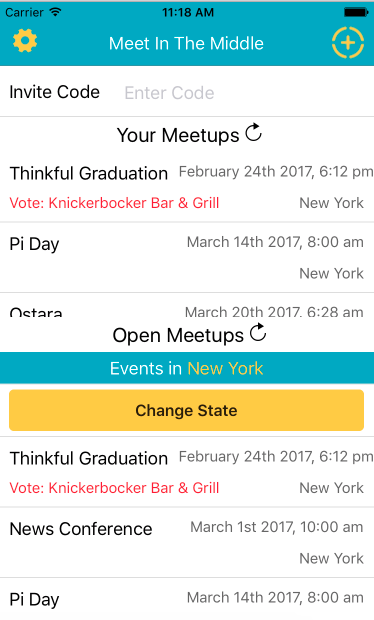 Carrier 11:18 AM
Meet In The Middle
Invite Code Enter Code
Your Meetups
Thinkful Graduation February 24th 2017, 6:12 pm
Vote: Knickerbocker Bar & Grill New York
Pi Day March 14th 2017, 8:00 am
New York
Ostara March 20th 2017, 6:28 am
Open Meetups
Events in New York
Change State
Thinkful Graduation February 24th 2017, 6:12 pm
Vote: Knickerbocker Bar & Grill New York
News Conference March 1st 2017, 10:00 am
New York
Pi Day March 14th 2017, 8:00 am